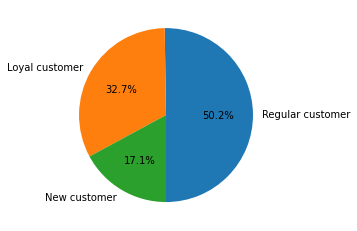 Loyal customer
32.7%
50.2%
Regular customer
17.1%
New customer